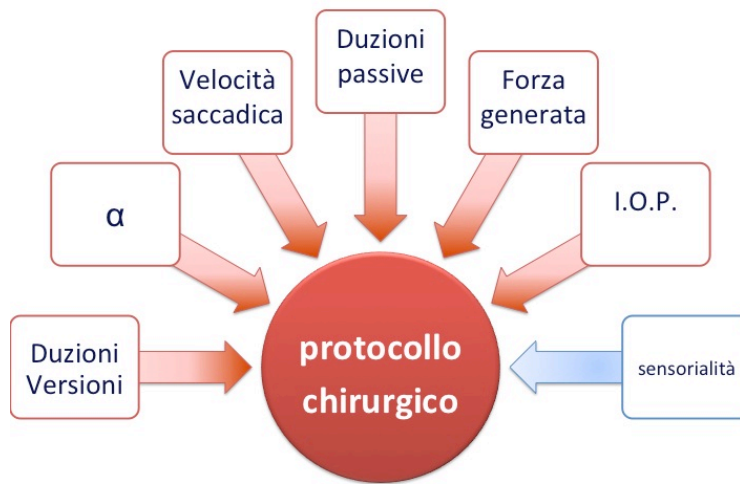 Duzioni
Versioni
α
Velocità
saccadica
Duzioni
passive
Forza
generata
I.O.P.
sensorialità
protocollo
chirurgico